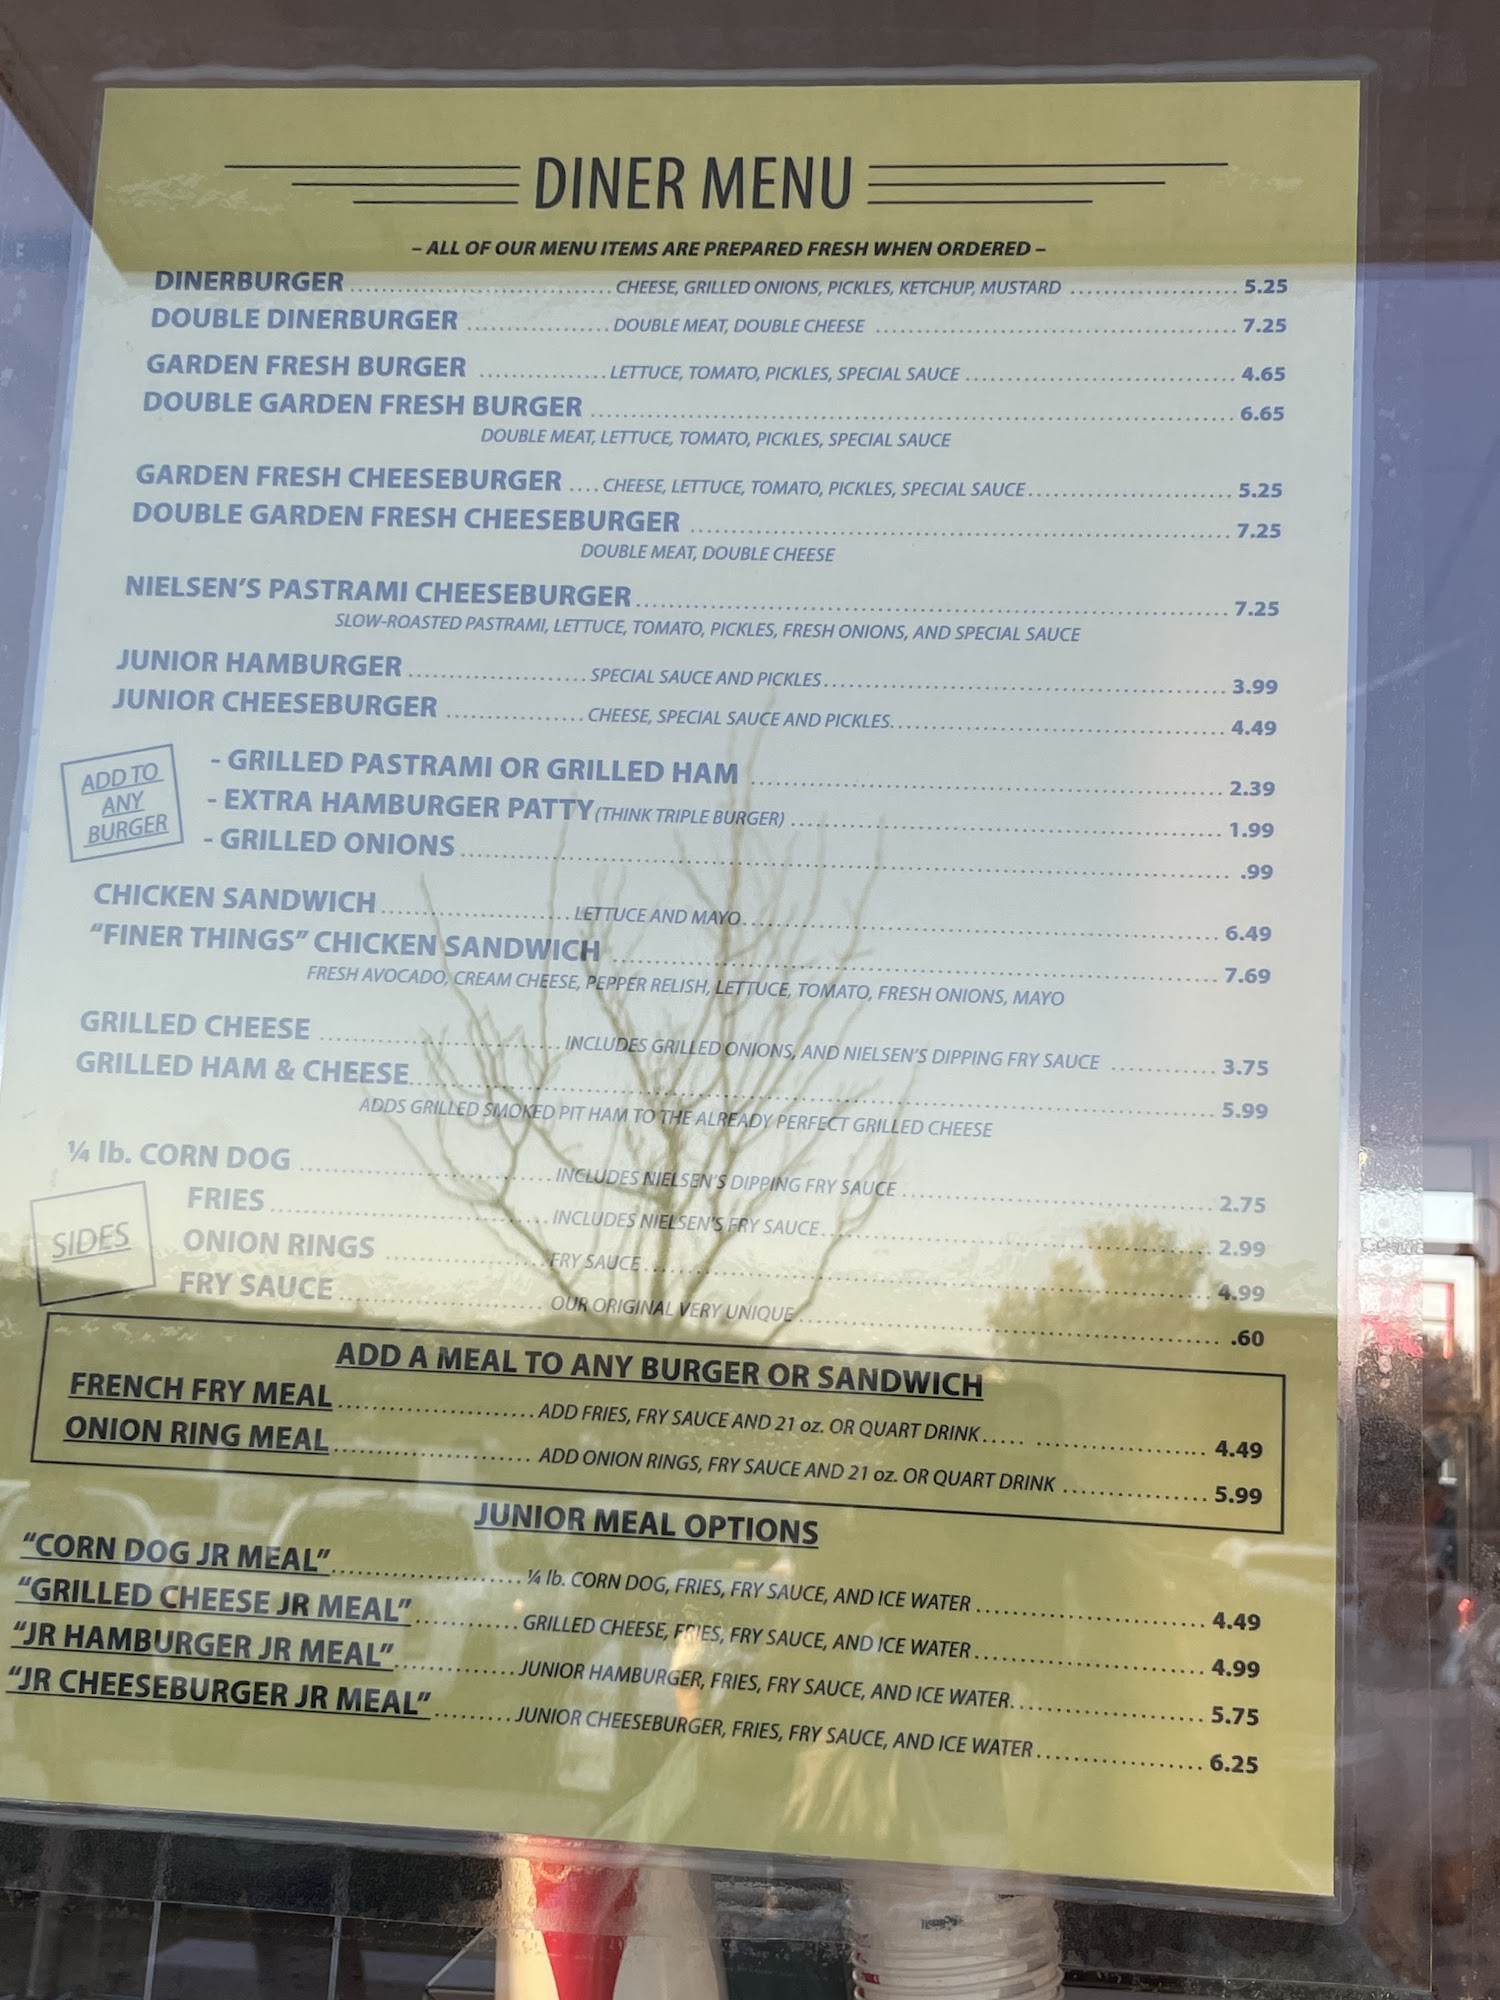 DINER MENU
– ALL OF OUR MENU ITEMS ARE PREPARED FRESH WHEN ORDERED –
DINERBURGER CHEESE, GRILLED ONIONS, PICKLES, KETCHUP, MUSTARD 5.25
DOUBLE DINERBURGER DOUBLE MEAT, DOUBLE CHEESE 7.25
GARDEN FRESH BURGER LETTUCE, TOMATO, PICKLES, SPECIAL SAUCE 4.65
DOUBLE GARDEN FRESH BURGER 6.65
DOUBLE MEAT, LETTUCE, TOMATO, PICKLES, SPECIAL SAUCE
GARDEN FRESH CHEESEBURGER CHEESE, LETTUCE, TOMATO, PICKLES, SPECIAL SAUCE 5.25
DOUBLE GARDEN FRESH CHEESEBURGER 7.25
DOUBLE MEAT, DOUBLE CHEESE
NIELSEN'S PASTRAMI CHEESEBURGER 7.25
SLOW-ROASTED PASTRAMI, LETTUCE, TOMATO, PICKLES, FRESH ONIONS, AND SPECIAL SAUCE
JUNIOR HAMBURGER SPECIAL SAUCE AND PICKLES 3.99
JUNIOR CHEESEBURGER CHEESE, SPECIAL SAUCE AND PICKLES 4.49
ADD TO
ANY
BURGER
- GRILLED PASTRAMI OR GRILLED HAM 2.39
- EXTRA HAMBURGER PATTY (THINK TRIPLE BURGER) 1.99
- GRILLED ONIONS .99
CHICKEN SANDWICH LETTUCE AND MAYO 6.49
"FINER THINGS" CHICKEN SANDWICH 7.69
FRESH AVOCADO, CREAM CHEESE, PEPPER RELISH, LETTUCE, TOMATO, FRESH ONIONS, MAYO
GRILLED CHEESE INCLUDES GRILLED ONIONS, AND NIELSEN'S DIPPING FRY SAUCE 3.75
GRILLED HAM & CHEESE 5.99
ADDS GRILLED SMOKED PIT HAM TO THE ALREADY PERFECT GRILLED CHEESE
¼ lb. CORN DOG INCLUDES NIELSEN'S DIPPING FRY SAUCE 2.75
SIDES
FRIES INCLUDES NIELSEN'S FRY SAUCE 2.99
ONION RINGS FRY SAUCE 4.99
FRY SAUCE OUR ORIGINAL VERY UNIQUE .60
ADD A MEAL TO ANY BURGER OR SANDWICH
FRENCH FRY MEAL ADD FRIES, FRY SAUCE AND 21 oz. OR QUART DRINK 4.49
ONION RING MEAL ADD ONION RINGS, FRY SAUCE AND 21 oz. OR QUART DRINK 5.99
JUNIOR MEAL OPTIONS
"CORN DOG JR MEAL" ¼ lb. CORN DOG, FRIES, FRY SAUCE, AND ICE WATER 4.49
"GRILLED CHEESE JR MEAL" GRILLED CHEESE, FRIES, FRY SAUCE, AND ICE WATER 4.99
"JR HAMBURGER JR MEAL" JUNIOR HAMBURGER, FRIES, FRY SAUCE, AND ICE WATER 5.75
"JR CHEESEBURGER JR MEAL" JUNIOR CHEESEBURGER, FRIES, FRY SAUCE, AND ICE WATER 6.25